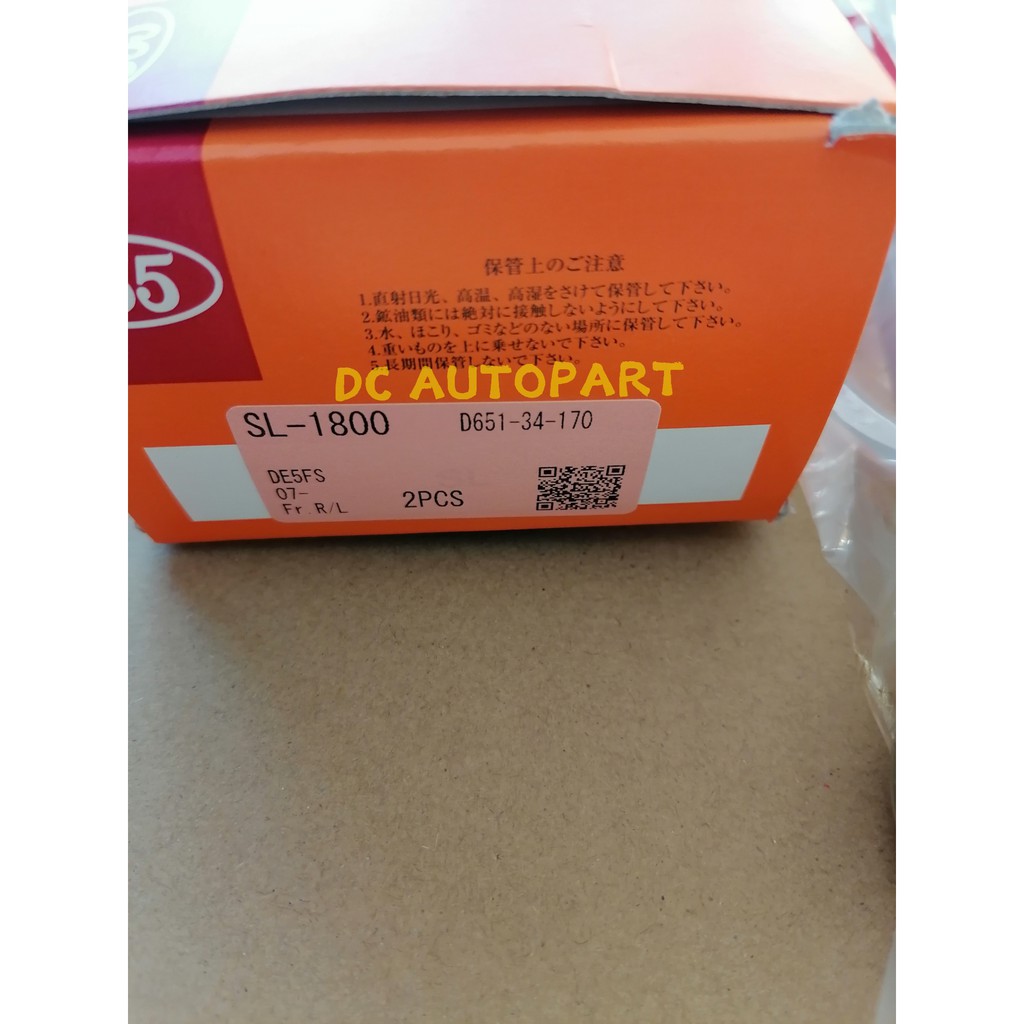 保管上のご注意
1.直射日光、高温、高湿をさけて保管して下さい。
2.鉱油類には絶対に接触しないようにして下さい。
3.水、ほこり、ゴミなどのない場所に保管して下さい。
4.重いものを上に乗せないで下さい。
5.長期間保管しないで下さい。
DC AUTOPART
SL-1800 D651-34-170
DE5FS
07-
Fr.R/L 2PCS